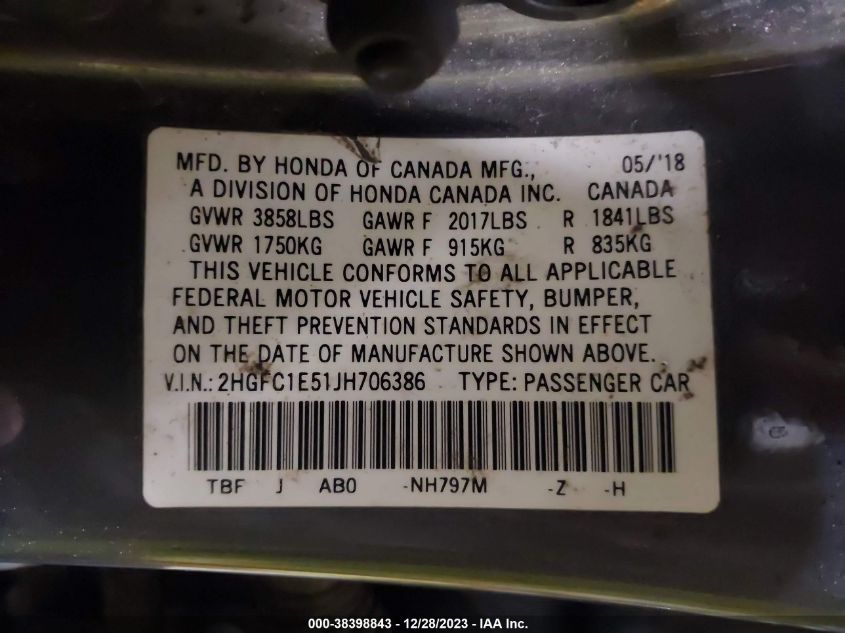 MFD. BY HONDA OF CANADA MFG., 05/'18
A DIVISION OF HONDA CANADA INC. CANADA
GVWR 3858LBS GAWR F 2017LBS R 1841LBS
GVWR 1750KG GAWR F 915KG R 835KG
THIS VEHICLE CONFORMS TO ALL APPLICABLE
FEDERAL MOTOR VEHICLE SAFETY, BUMPER,
AND THEFT PREVENTION STANDARDS IN EFFECT
ON THE DATE OF MANUFACTURE SHOWN ABOVE.
V.I.N.: 2HGFC1E51JH706386 TYPE: PASSENGER CAR
TBF J AB0 -NH797M -Z -H
000-38398843 - 12/28/2023 - IAA Inc.